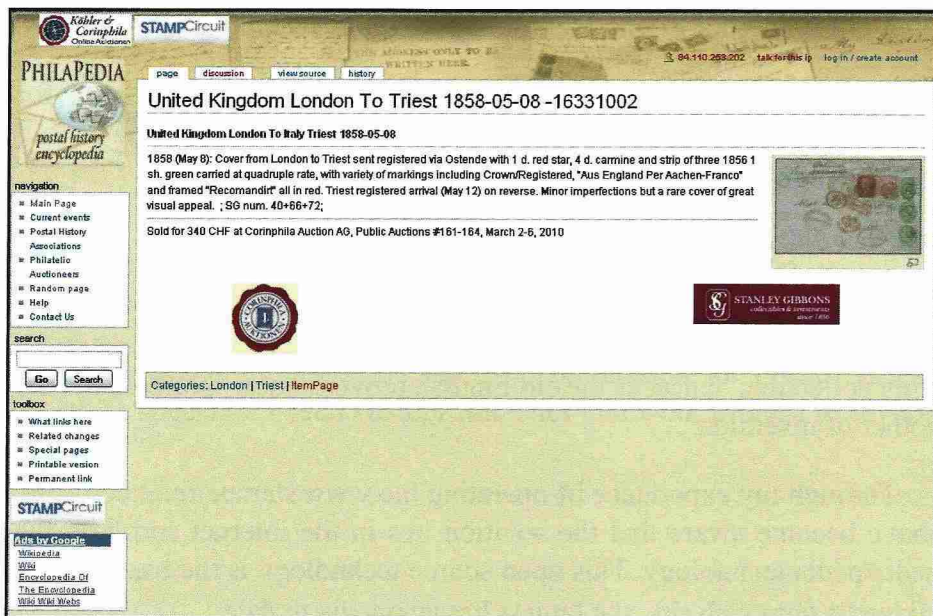 Köhler &
Corinphila
Online Auctionen
STAMPCircuit
PHILAPEDIA
postal history
encyclopedia
84.110.253.202 talk for this ip log in / create account
page discussion view source history
United Kingdom London To Triest 1858-05-08 -16331002
United Kingdom London To Italy Triest 1858-05-08
1858 (May 8): Cover from London to Triest sent registered via Ostende with 1 d. red star, 4 d. carmine and strip of three 1856 1
sh. green carried at quadruple rate, with variety of markings including Crown/Registered, "Aus England Per Aachen-Franco"
and framed "Recomandirt" all in red. Triest registered arrival (May 12) on reverse. Minor imperfections but a rare cover of great
visual appeal. ; SG num. 40+66+72;
Sold for 340 CHF at Corinphila Auction AG, Public Auctions #161-164, March 2-6, 2010
CORINPHILA
AUKTIONEN
SG STANLEY GIBBONS
collectibles & investments
since 1856
Categories: London | Triest | ItemPage
navigation
Main Page
Current events
Postal History
Associations
Philatelic
Auctioneers
Random page
Help
Contact Us
search
Go Search
toolbox
What links here
Related changes
Special pages
Printable version
Permanent link
STAMPCircuit
Ads by Google
Wikipedia
Wiki
Encyclopedia Of
The Encyclopedia
Wiki Wiki Webs